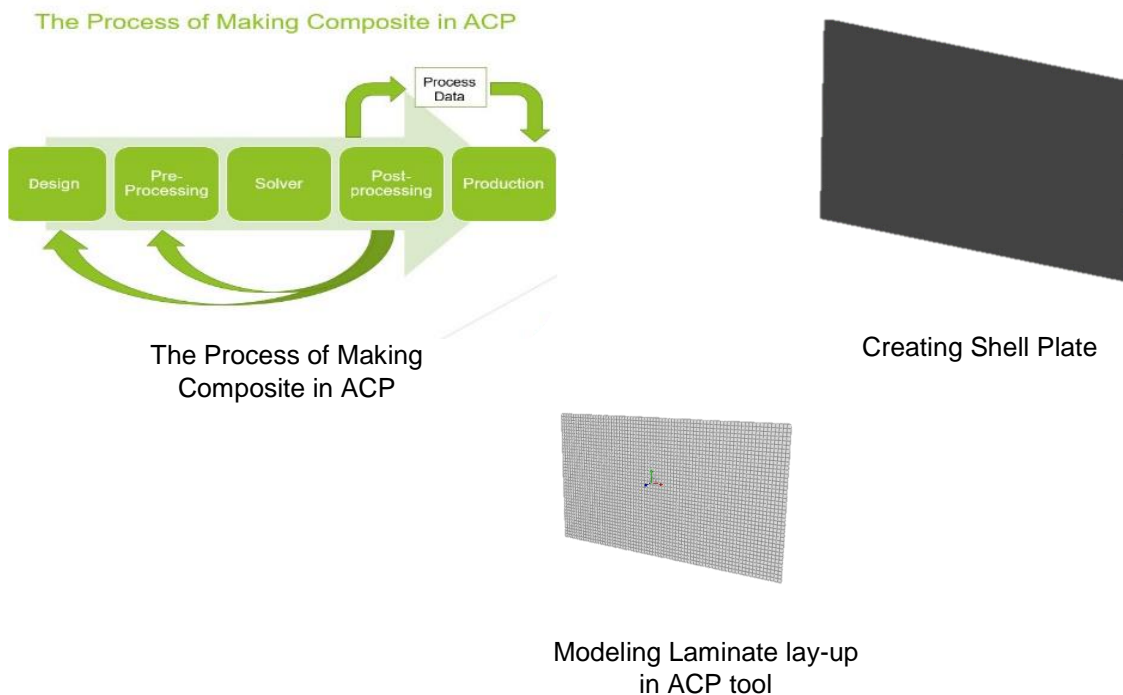 The Process of Making Composite in ACP
Process
Data
Design
Pre-
Processing
Solver
Post-
processing
Production
The Process of Making
Composite in ACP
Creating Shell Plate
Modeling Laminate lay-up
in ACP tool